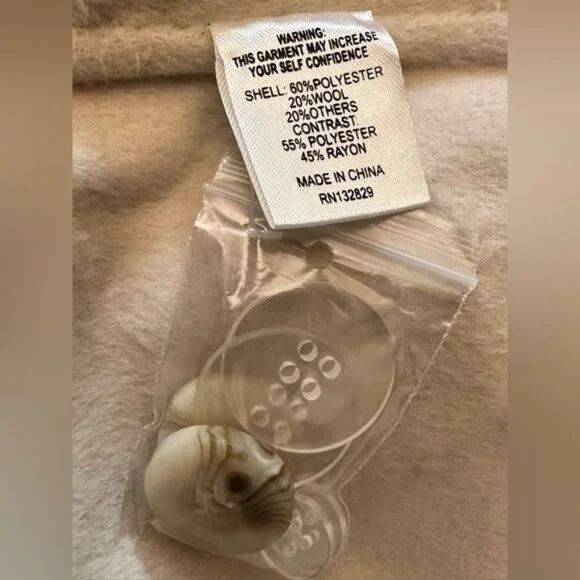 WARNING:
THIS GARMENT MAY INCREASE
YOUR SELF CONFIDENCE
SHELL: 60%POLYESTER
20%WOOL
20%OTHERS
CONTRAST:
55% POLYESTER
45% RAYON
MADE IN CHINA
RN132829